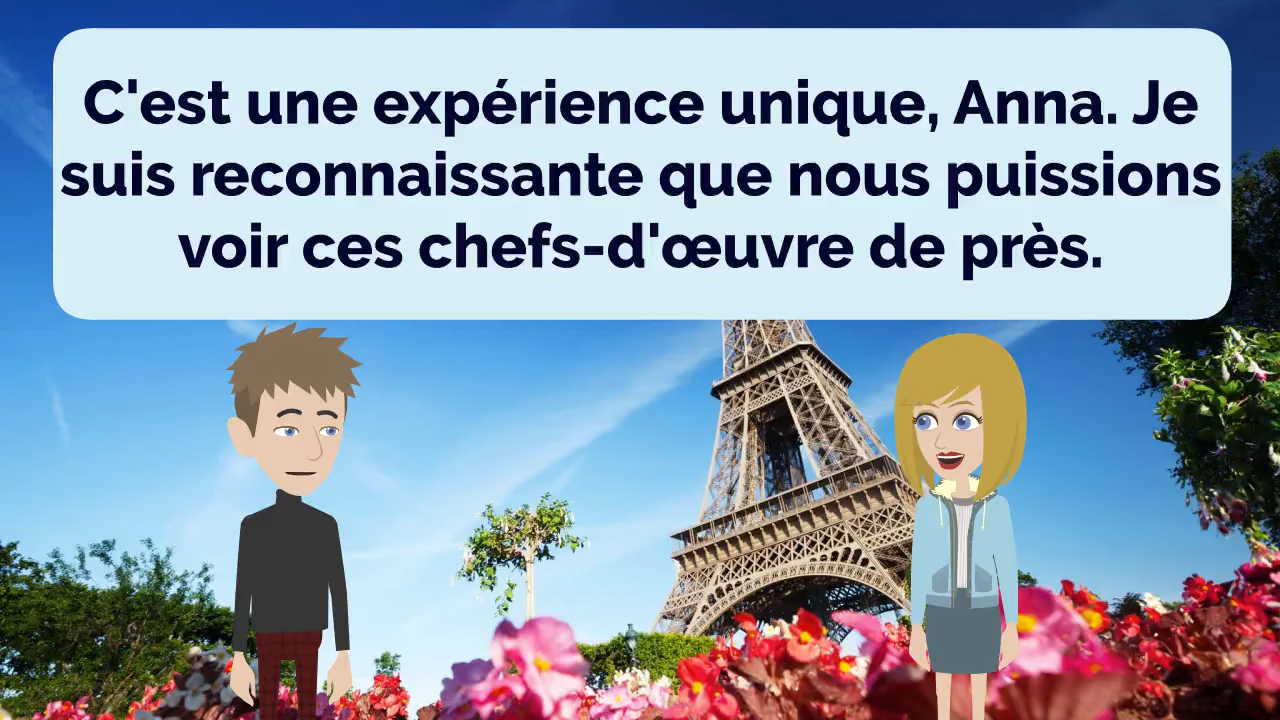 C'est une expérience unique, Anna. Je
suis reconnaissante que nous puissions
voir ces chefs-d'œuvre de près.